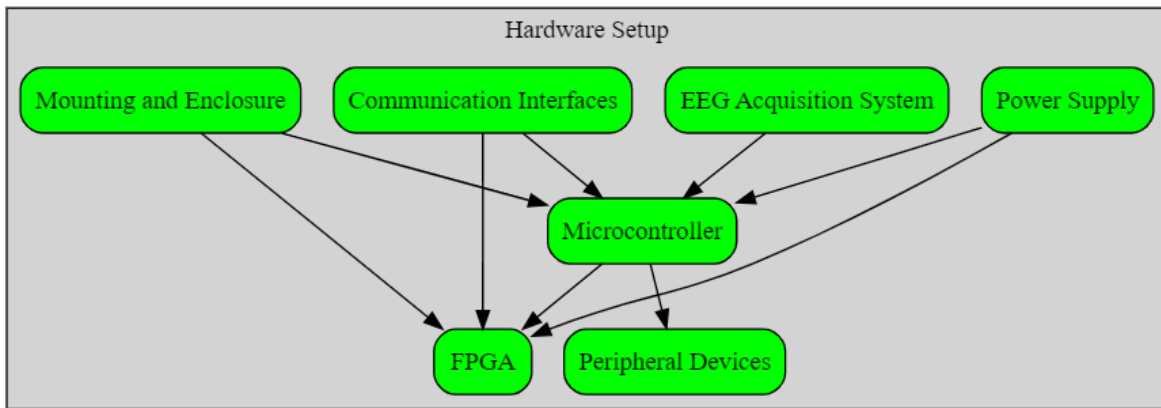 Hardware Setup
Mounting and Enclosure
Communication Interfaces
EEG Acquisition System
Power Supply
Microcontroller
FPGA
Peripheral Devices